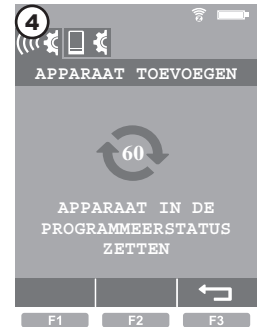 4
APPARAAT TOEVOEGEN
60
APPARAAT IN DE
PROGRAMMEERSTATUS
ZETTEN
F1 F2 F3